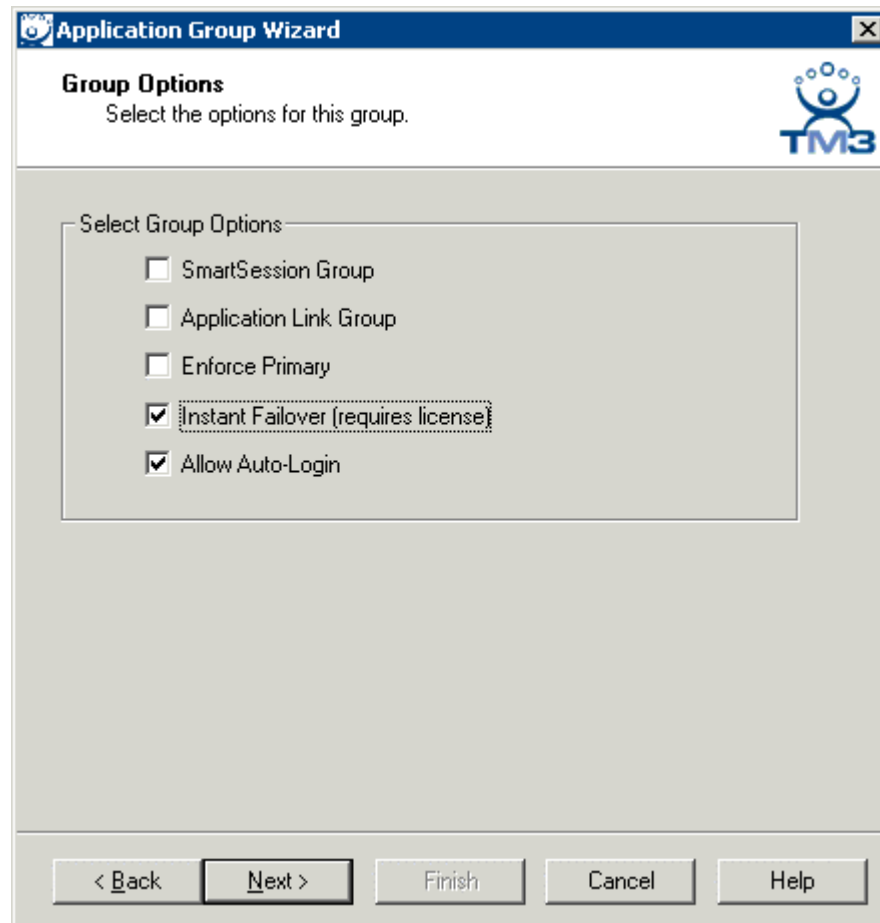 Application Group Wizard
Group Options
Select the options for this group.
TM3
Select Group Options
SmartSession Group
Application Link Group
Enforce Primary
Instant Failover (requires license)
Allow Auto-Login
< Back Next > Finish Cancel Help